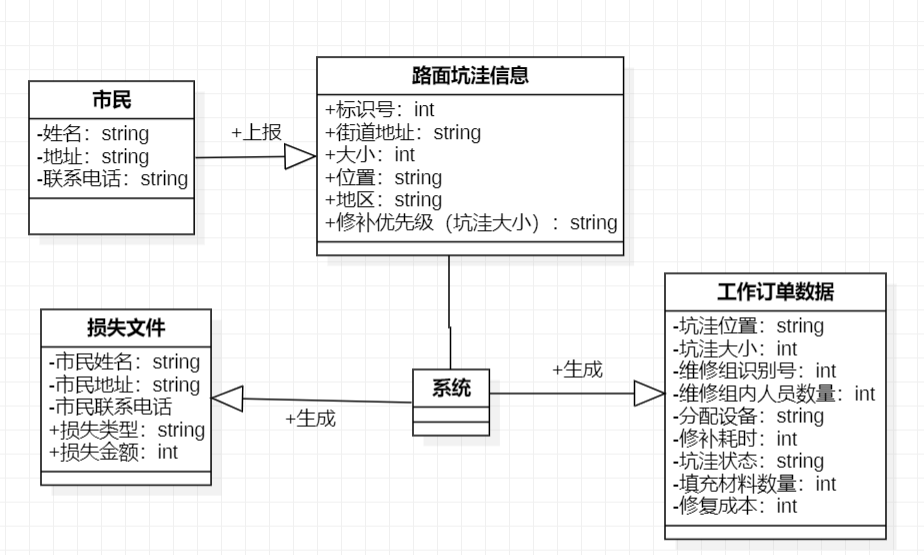 市民
-姓名：string
-地址：string
-联系电话：string
+上报
路面坑洼信息
+标识号：int
+街道地址：string
+大小：int
+位置：string
+地区：string
+修补优先级（坑洼大小）：string
损失文件
-市民姓名：string
-市民地址：string
-市民联系电话
+损失类型：string
+损失金额：int
+生成
系统
+生成
工作订单数据
-坑洼位置：string
-坑洼大小：int
-维修组识别号：int
-维修组内人员数量：int
-分配设备：string
-修补耗时：int
-坑洼状态：string
-填充材料数量：int
-修复成本：int